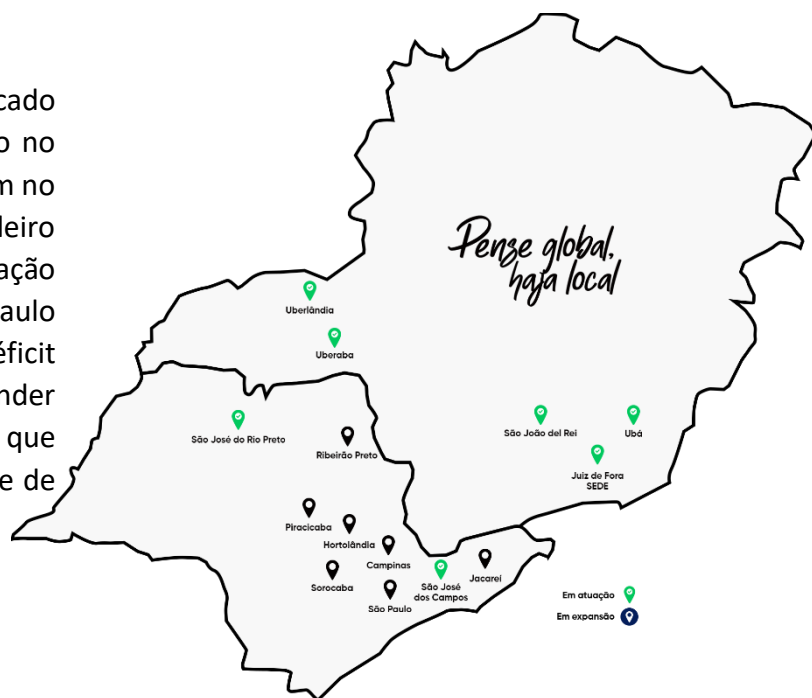 cado
o no
m no
leiro
ação
aulo
éficit
nder
que
e de
Pense global,
haja local
Uberlândia
Uberaba
São José do Rio Preto
Ribeirão Preto
São João del Rei
Ubá
Juiz de Fora
SEDE
Piracicaba
Hortolândia
Campinas
Sorocaba
São Paulo
São José
dos Campos
Jacareí
Em atuação
Em expansão